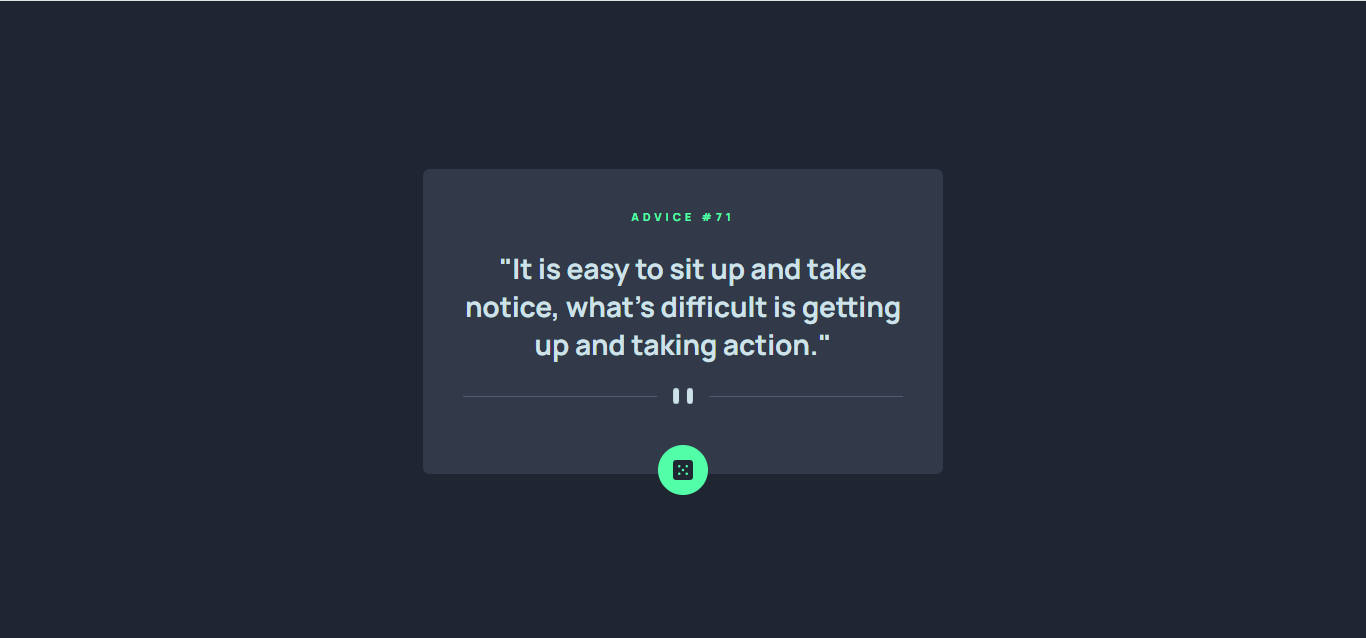 ADVICE #71
"It is easy to sit up and take
notice, what's difficult is getting
up and taking action."